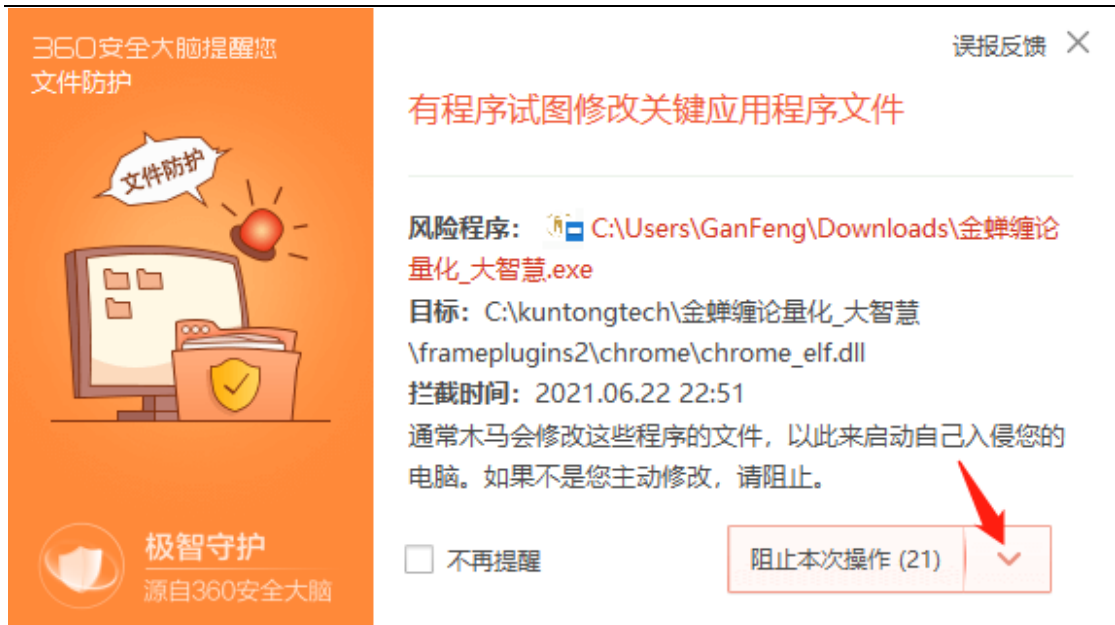 360安全大脑提醒您
文件防护
文件防护
极智守护
源自360安全大脑
误报反馈
有程序试图修改关键应用程序文件
风险程序： C:\Users\GanFeng\Downloads\金蝉缠论
量化_大智慧.exe
目标：C:\kuntongtech\金蝉缠论量化_大智慧
\frameplugins2\chrome\chrome_elf.dll
拦截时间：2021.06.22 22:51
通常木马会修改这些程序的文件，以此来启动自己入侵您的
电脑。如果不是您主动修改，请阻止。
不再提醒
阻止本次操作 (21)